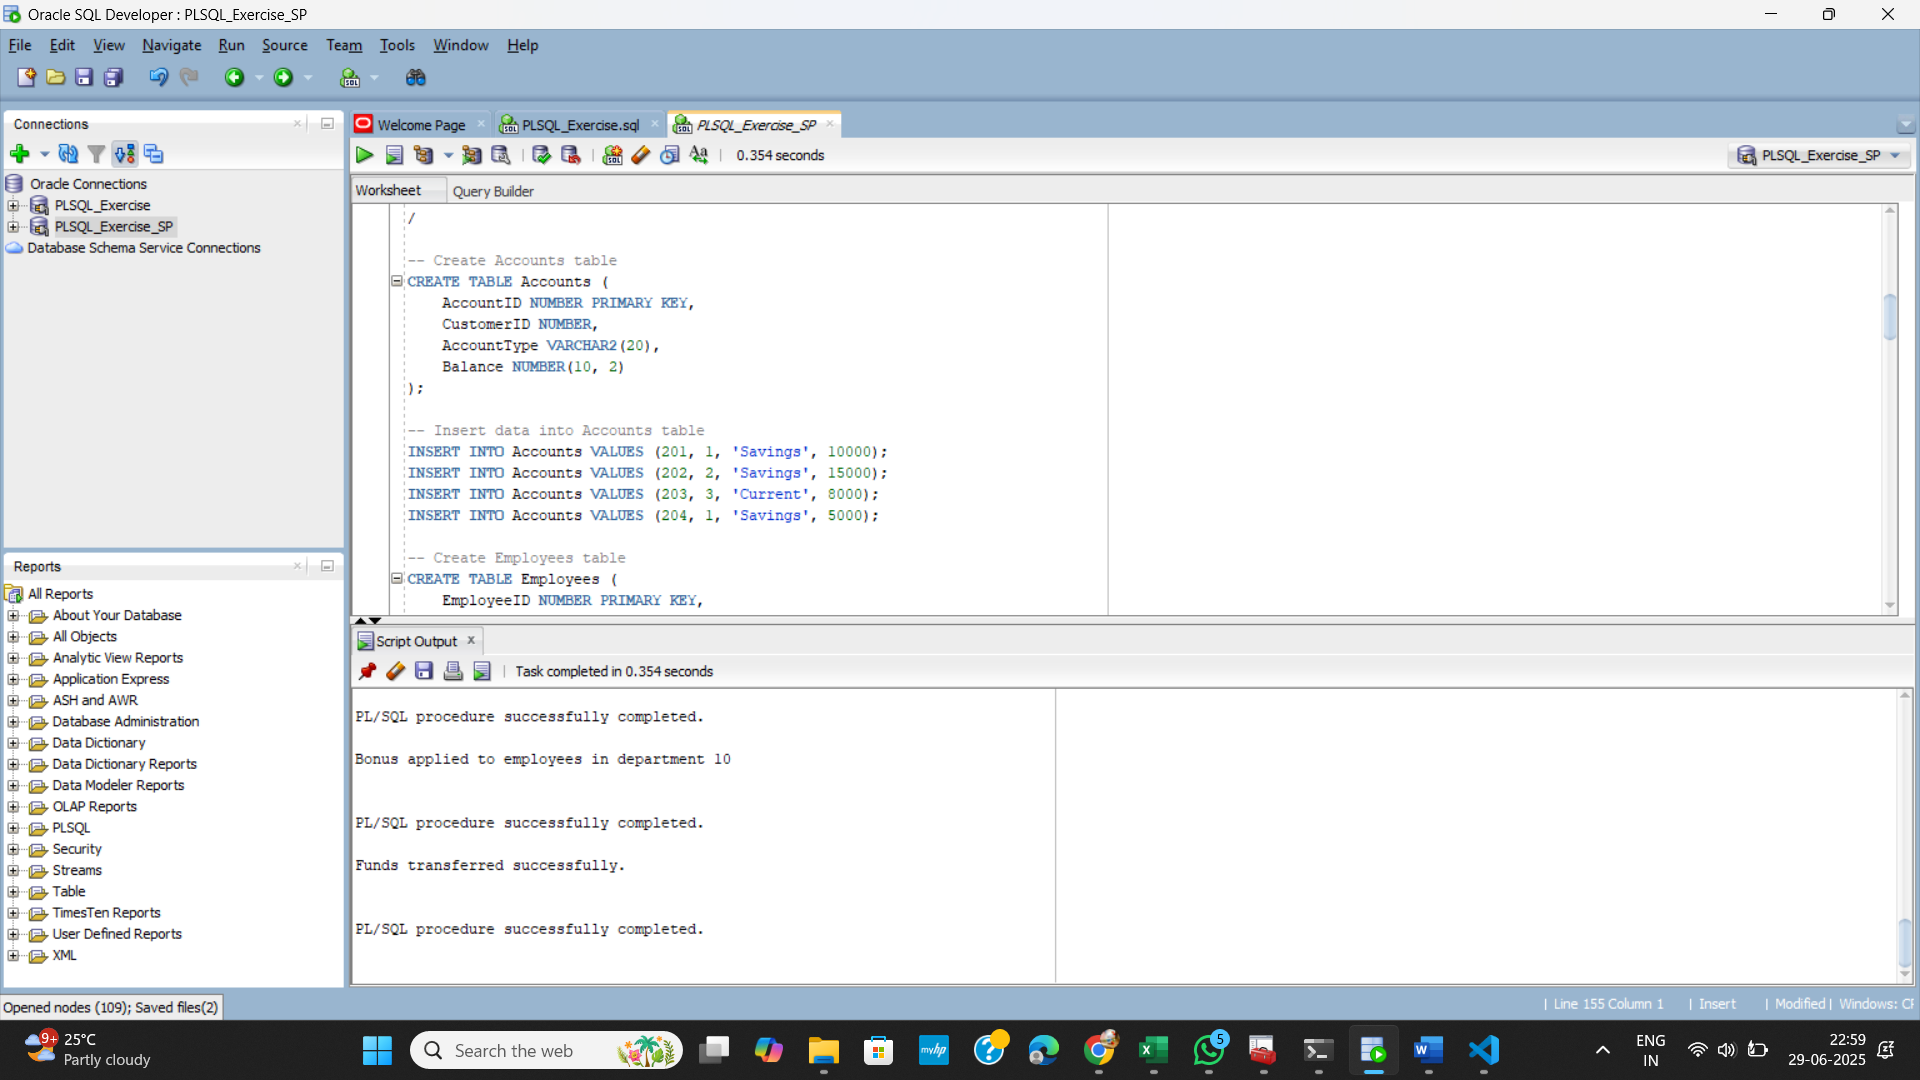 Oracle SQL Developer : PLSQL_Exercise_SP
File Edit View Navigate Run Source Team Tools Window Help
Connections
Oracle Connections
PLSQL_Exercise
PLSQL_Exercise_SP
Database Schema Service Connections
Reports
All Reports
About Your Database
All Objects
Analytic View Reports
Application Express
ASH and AWR
Database Administration
Data Dictionary
Data Dictionary Reports
Data Modeler Reports
OLAP Reports
PLSQL
Security
Streams
Table
TimesTen Reports
User Defined Reports
XML
Opened nodes (109); Saved files(2)
Welcome Page PLSQL_Exercise.sql PLSQL_Exercise_SP
0.354 seconds PLSQL_Exercise_SP
Worksheet Query Builder
/
-- Create Accounts table
CREATE TABLE Accounts (
AccountID NUMBER PRIMARY KEY,
CustomerID NUMBER,
AccountType VARCHAR2(20),
Balance NUMBER(10, 2)
);
-- Insert data into Accounts table
INSERT INTO Accounts VALUES (201, 1, 'Savings', 10000);
INSERT INTO Accounts VALUES (202, 2, 'Savings', 15000);
INSERT INTO Accounts VALUES (203, 3, 'Current', 8000);
INSERT INTO Accounts VALUES (204, 1, 'Savings', 5000);
-- Create Employees table
CREATE TABLE Employees (
EmployeeID NUMBER PRIMARY KEY,
Script Output
Task completed in 0.354 seconds
PL/SQL procedure successfully completed.
Bonus applied to employees in department 10
PL/SQL procedure successfully completed.
Funds transferred successfully.
PL/SQL procedure successfully completed.
Line 155 Column 1 | Insert | Modified | Windows:
9+ 25°C
Partly cloudy
Search the web
myhp
5
ENG
IN
22:59
29-06-2025